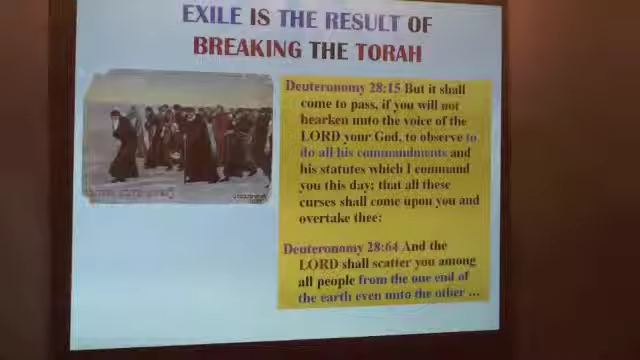 EXILE IS THE RESULT OF
BREAKING THE TORAH
Deuteronomy 28:15 But it shall
come to pass, if you will not
hearken unto the voice of the
LORD your God, to observe to
do all his commandments and
his statutes which I command
you this day; that all these
curses shall come upon you and
overtake thee:
Deuteronomy 28:64 And the
LORD shall scatter you among
all people from the one end of
the earth even unto the other ...